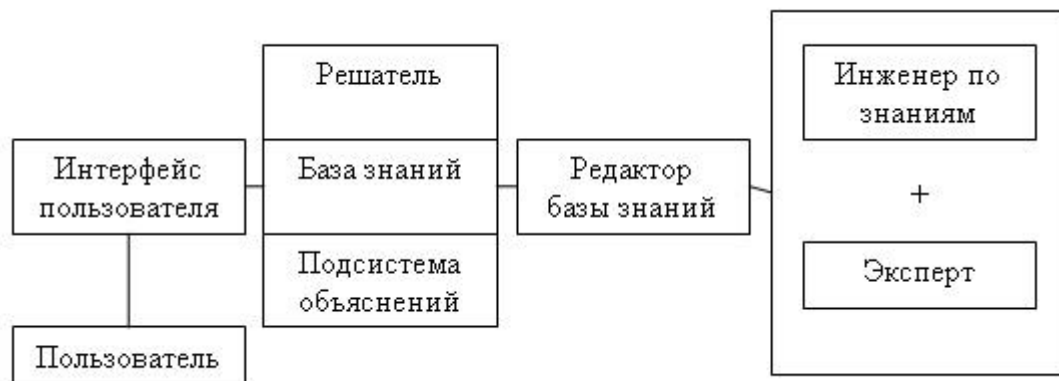 Решатель
Инженер по
знаниям
Интерфейс
пользователя
База знаний
Редактор
базы знаний
+
Подсистема
объяснений
Эксперт
Пользователь